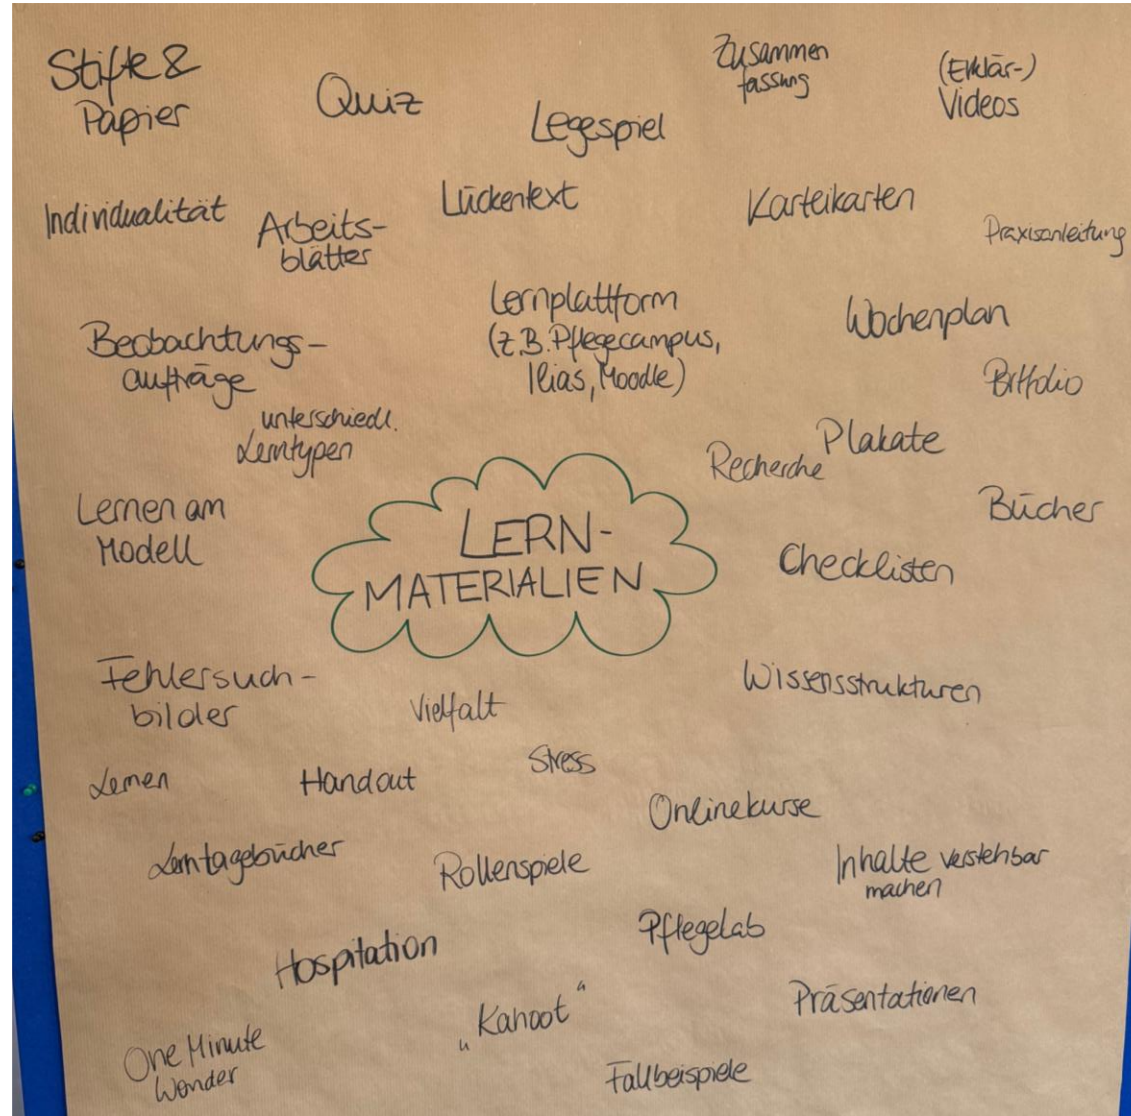 Stifte &
Papier
Quiz
Legespiel
Zusammen
fassung
(Erklär-)
Videos
Individualität
Arbeits-
blätter
Lückentext
Karteikarten
Praxisanleitung
Beobachtungs-
aufträge
Lernplattform
(z.B. Pflegecampus,
Ilias, Moodle)
Wochenplan
Portfolio
unterschiedl.
Lerntypen
Plakate
Recherche
Lernen am
Modell
LERN-
MATERIALIEN
Bücher
Checklisten
Fehlersuch-
bilder
Vielfalt
Wissensstrukturen
Lernen
Handout
Stress
Onlinekurse
Lerntagebücher
Rollenspiele
Inhalte verstehbar
machen
Hospitation
Pflegelab
„Kahoot“
Präsentationen
One Minute
Wonder
Fallbeispiele